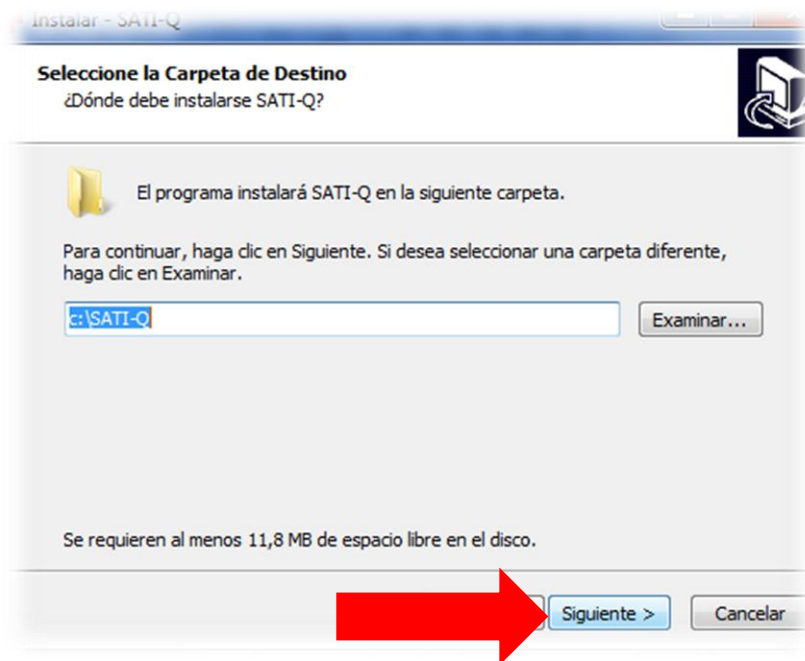 Instalar - SATI-Q
Seleccione la Carpeta de Destino
¿Dónde debe instalarse SATI-Q?
El programa instalará SATI-Q en la siguiente carpeta.
Para continuar, haga clic en Siguiente. Si desea seleccionar una carpeta diferente,
haga clic en Examinar.
c:\SATI-Q
Examinar...
Se requieren al menos 11,8 MB de espacio libre en el disco.
Siguiente >
Cancelar